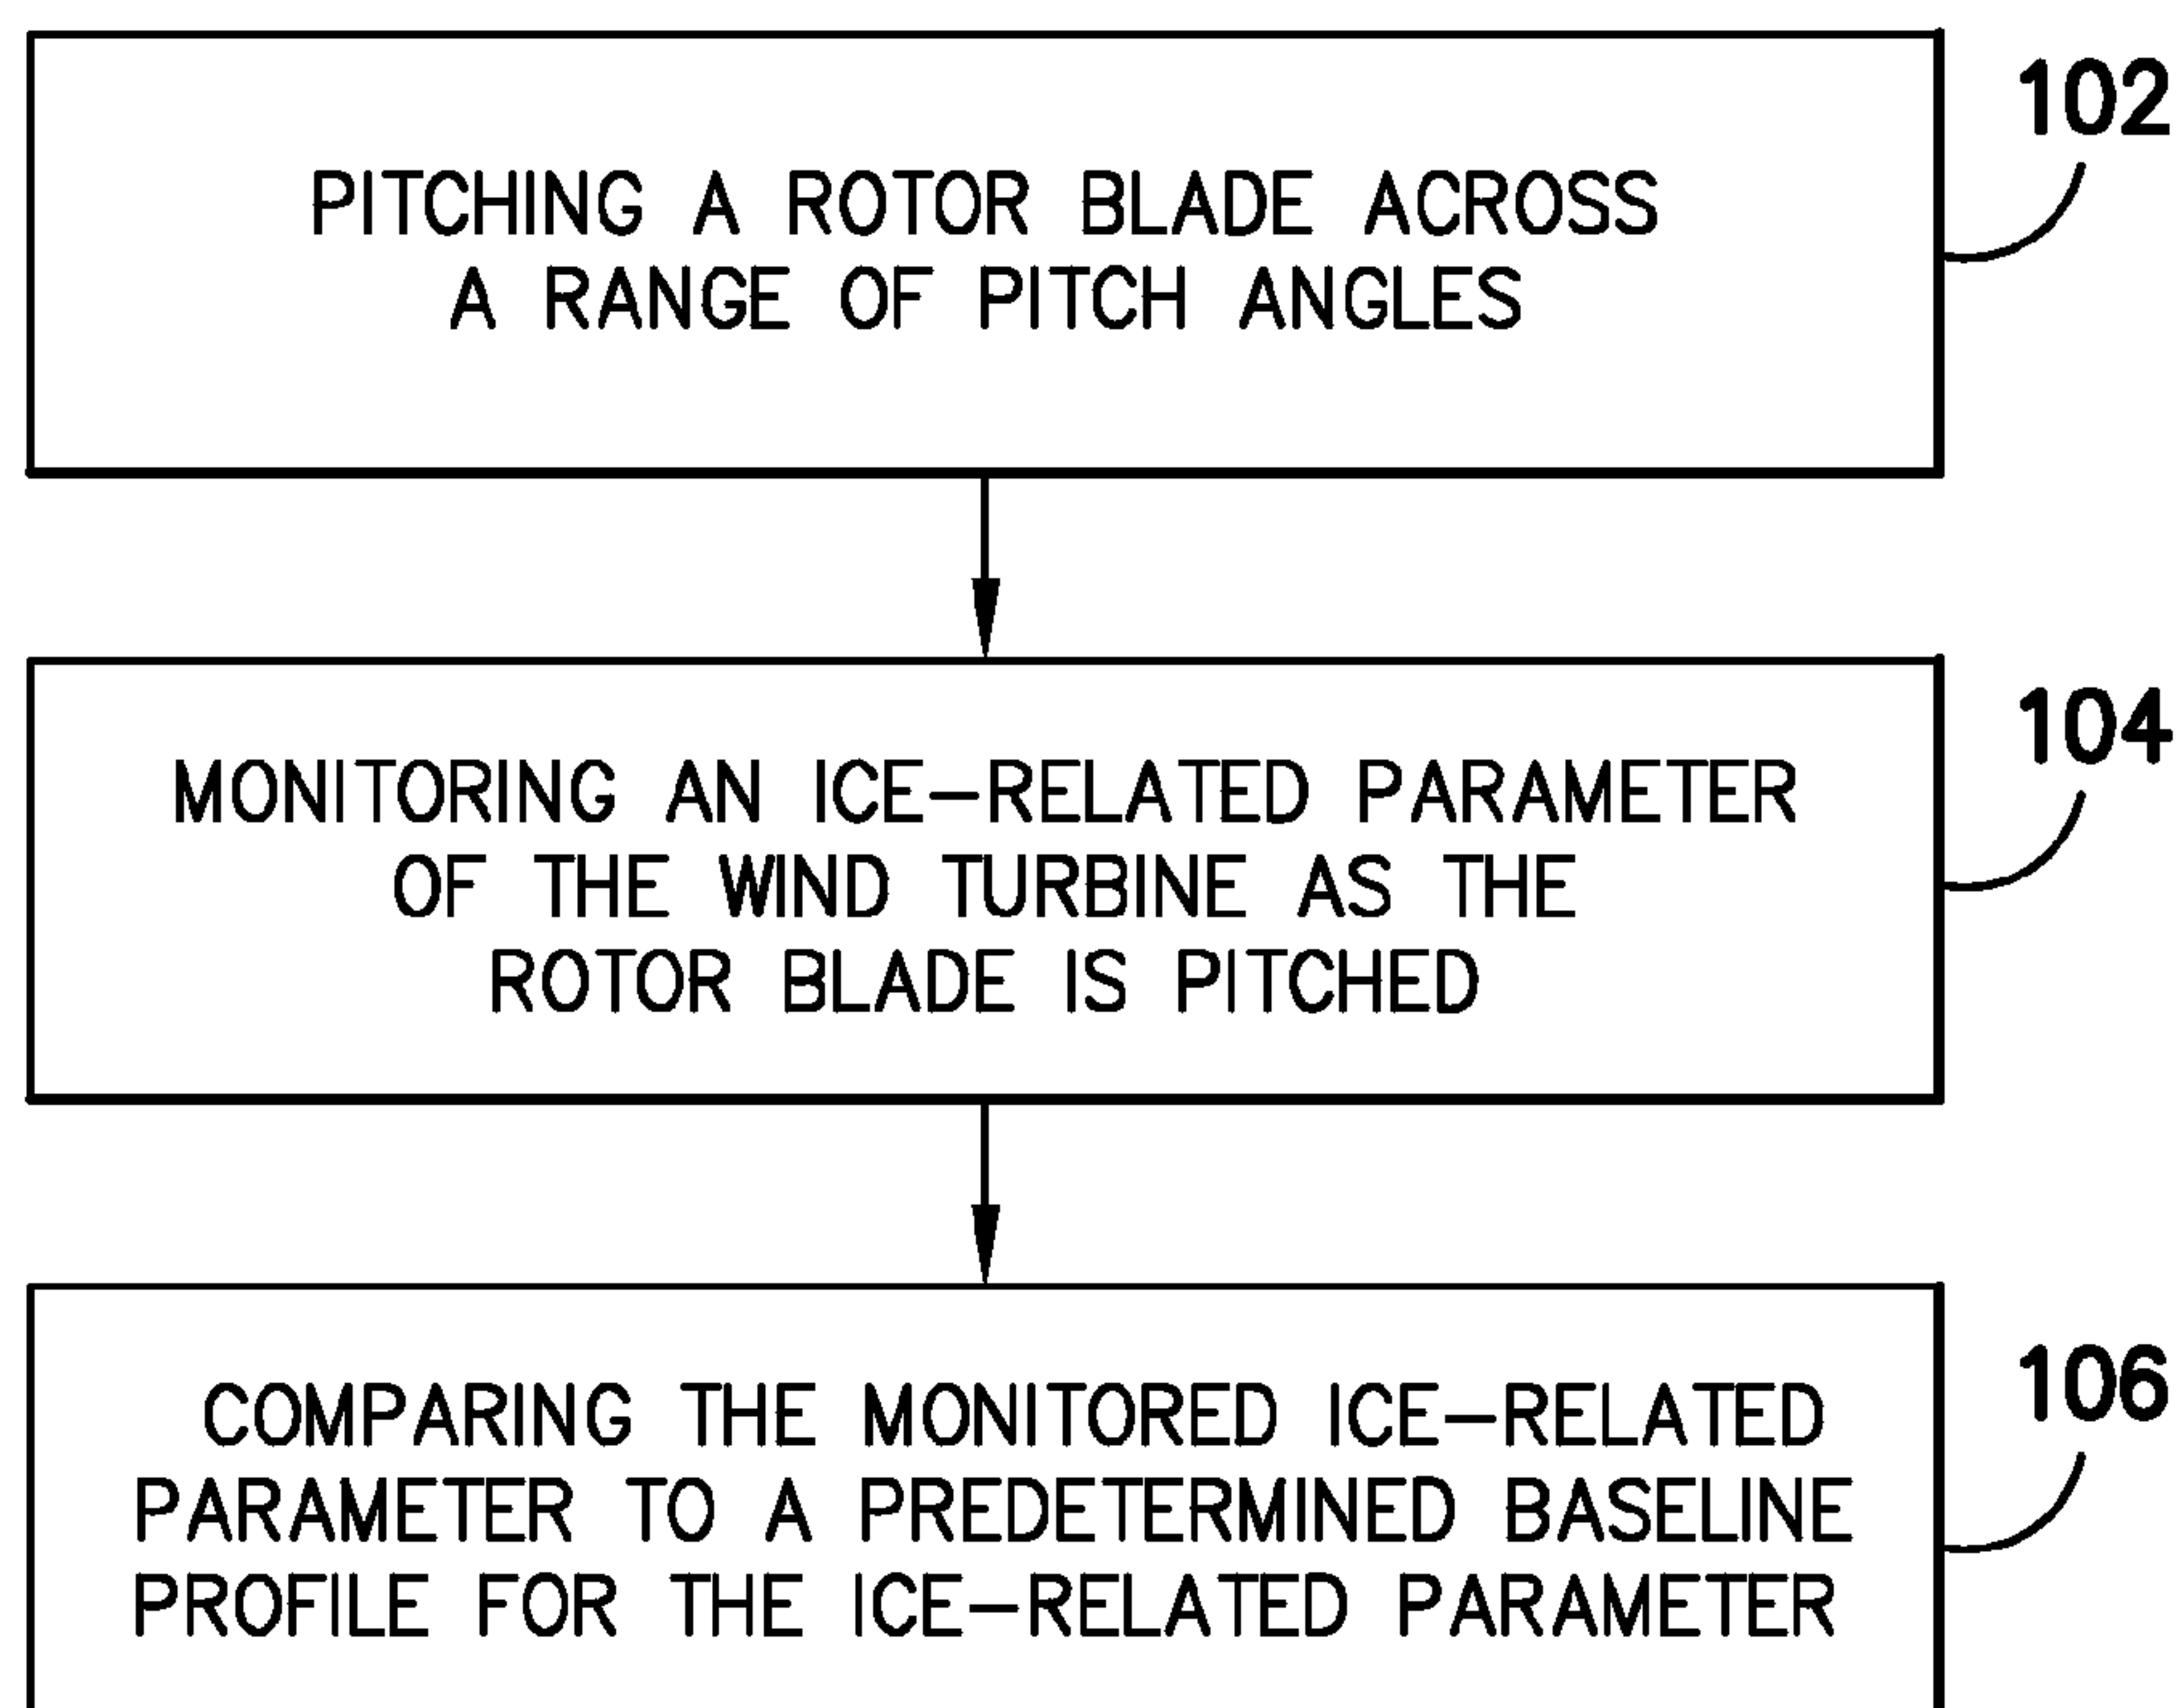 102
PITCHING A ROTOR BLADE ACROSS
A RANGE OF PITCH ANGLES
104
MONITORING AN ICE–RELATED PARAMETER
OF THE WIND TURBINE AS THE
ROTOR BLADE IS PITCHED
106
COMPARING THE MONITORED ICE–RELATED
PARAMETER TO A PREDETERMINED BASELINE
PROFILE FOR THE ICE–RELATED PARAMETER